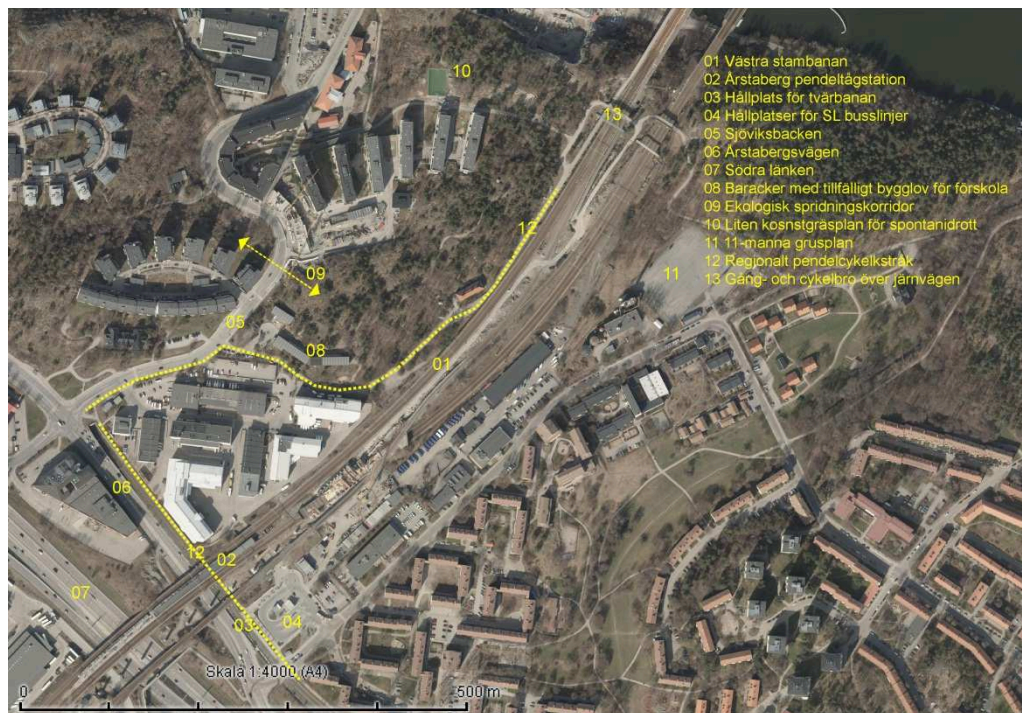 01 Västra stambanan
02 Årstaberg pendeltågstation
03 Hållplats för tvärbanan
04 Hållplatser för SL busslinjer
05 Sjöviksbacken
06 Årstabergsvägen
07 Södra länken
08 Baracker med tillfälligt bygglov för förskola
09 Ekologisk spridningskorridor
10 Liten kosnstgräsplan för spontanidrott
11 11-manna grusplan
12 Regionalt pendelcykelkstråk
13 Gång- och cykelbro över järnvägen
10
13
12
09
11
05
08
01
06
12
02
07
03
04
Skala 1:4000 (A4)
0
500 m